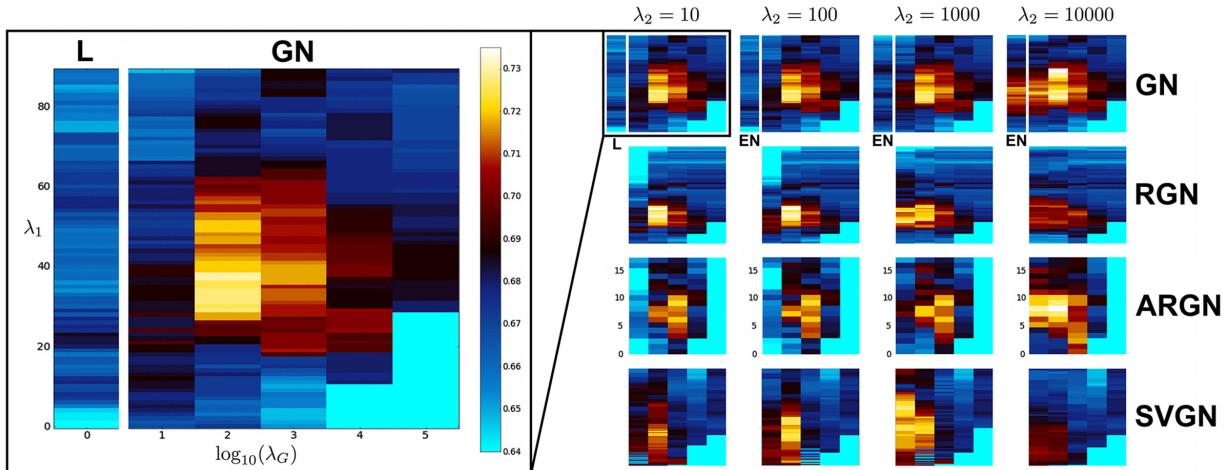 λ₂ = 10 λ₂ = 100 λ₂ = 1000 λ₂ = 10000
L GN
GN
80
60
λ₁
40
20
0
0 1 2 3 4 5
log₁₀(λ_G)
0.73
0.72
0.71
0.70
0.69
0.68
0.67
0.66
0.65
0.64
L EN EN EN
RGN
15 15 15 15
10 10 10 10
5 5 5 5
0 0 0 0
ARGN
SVGN